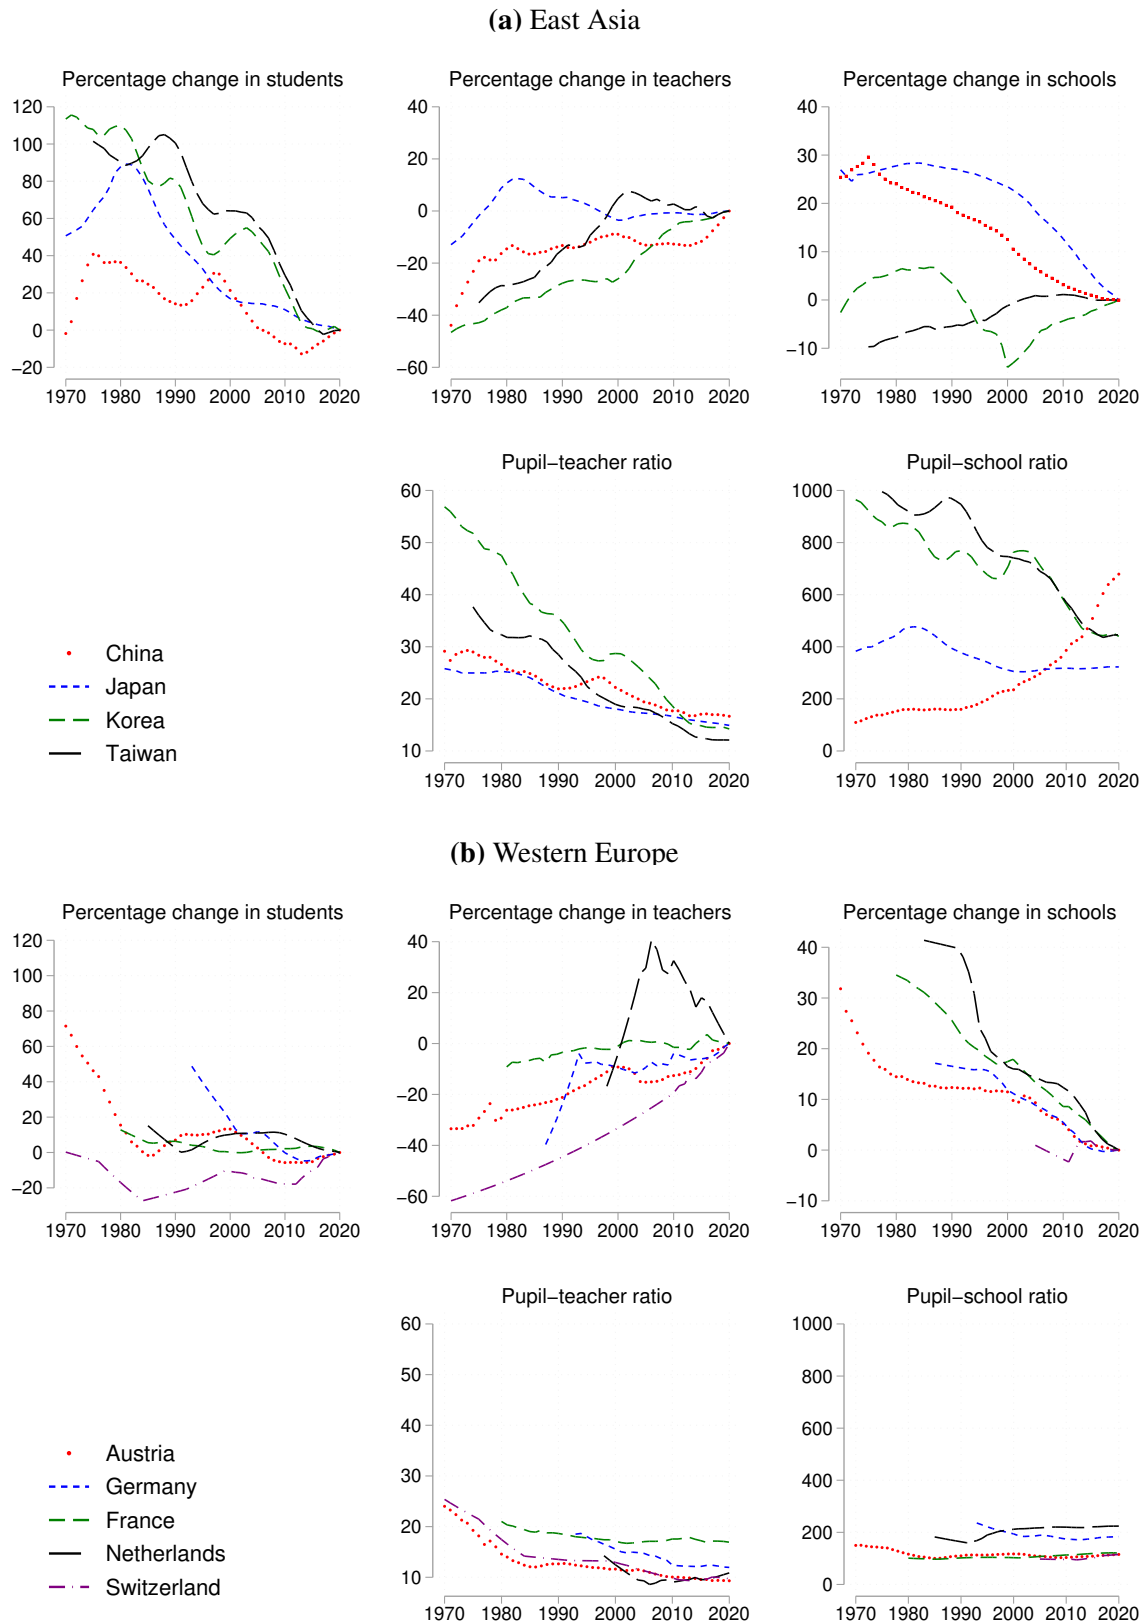 (a) East Asia
Percentage change in students
Percentage change in teachers
Percentage change in schools
120
100
80
60
40
20
0
−20
1970 1980 1990 2000 2010 2020
40
20
0
−20
−40
−60
1970 1980 1990 2000 2010 2020
40
30
20
10
0
−10
1970 1980 1990 2000 2010 2020
Pupil−teacher ratio
Pupil−school ratio
China
Japan
Korea
Taiwan
60
50
40
30
20
10
1970 1980 1990 2000 2010 2020
1000
800
600
400
200
0
1970 1980 1990 2000 2010 2020
(b) Western Europe
Percentage change in students
Percentage change in teachers
Percentage change in schools
120
100
80
60
40
20
0
−20
1970 1980 1990 2000 2010 2020
40
20
0
−20
−40
−60
1970 1980 1990 2000 2010 2020
40
30
20
10
0
−10
1970 1980 1990 2000 2010 2020
Pupil−teacher ratio
Pupil−school ratio
Austria
Germany
France
Netherlands
Switzerland
60
50
40
30
20
10
1970 1980 1990 2000 2010 2020
1000
800
600
400
200
0
1970 1980 1990 2000 2010 2020